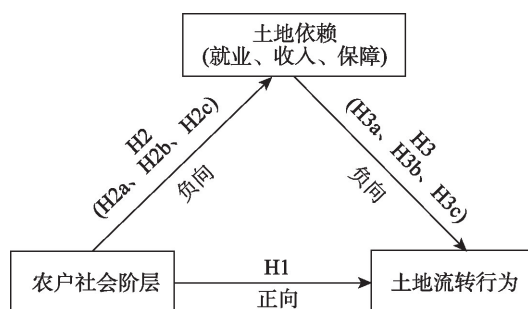 土地依赖
(就业、收入、保障)
H2
(H2a、H2b、H2c)
负向
H3
(H3a、H3b、H3c)
负向
农户社会阶层
H1
正向
土地流转行为